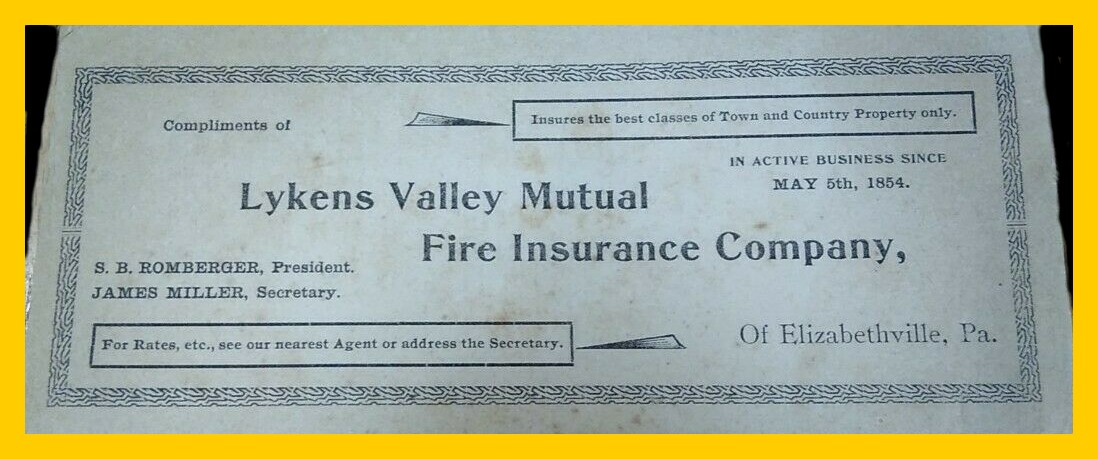 Compliments of
Insures the best classes of Town and Country Property only.
IN ACTIVE BUSINESS SINCE
MAY 5th, 1854.
Lykens Valley Mutual
Fire Insurance Company,
S. B. ROMBERGER, President.
JAMES MILLER, Secretary.
For Rates, etc., see our nearest Agent or address the Secretary.
Of Elizabethville, Pa.